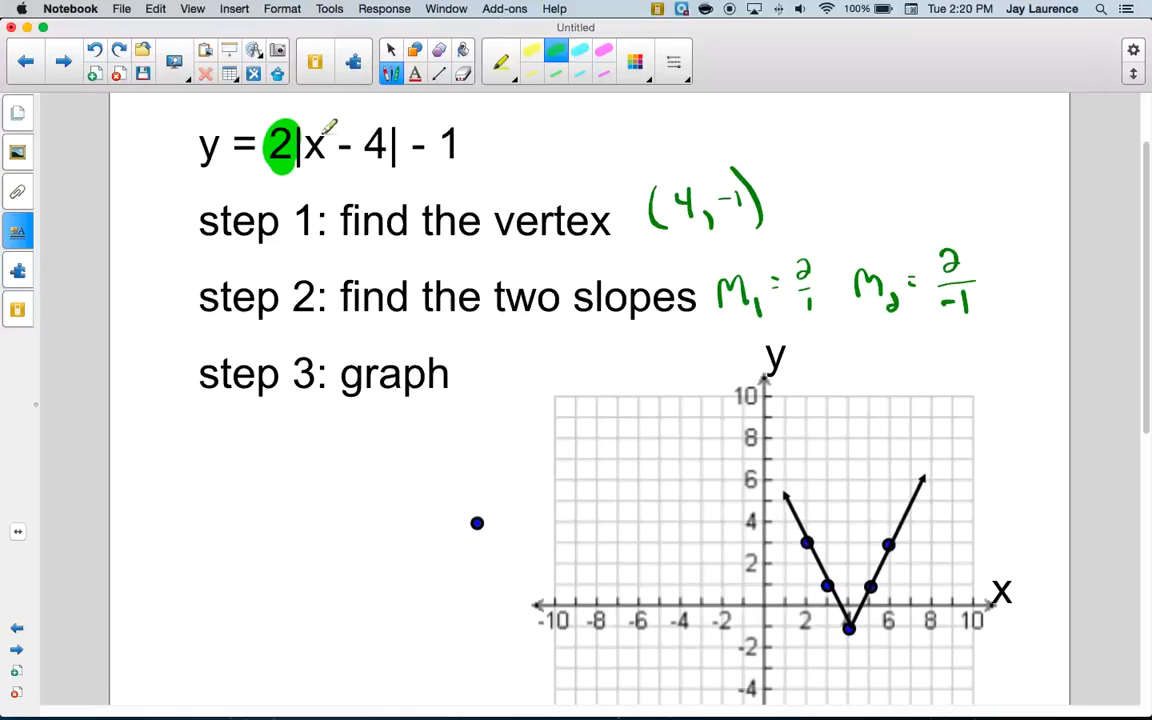 Notebook File Edit View Insert Format Tools Response Window Add-ons Help 100% Tue 2:20 PM Jay Laurence
Untitled
y = 2|x - 4| - 1
step 1: find the vertex (4, -1)
step 2: find the two slopes M1 = 2/1 M2 = 2/-1
step 3: graph
y
10
8
6
4
2
x
-10 -8 -6 -4 -2 2 4 6 8 10
-2
-4